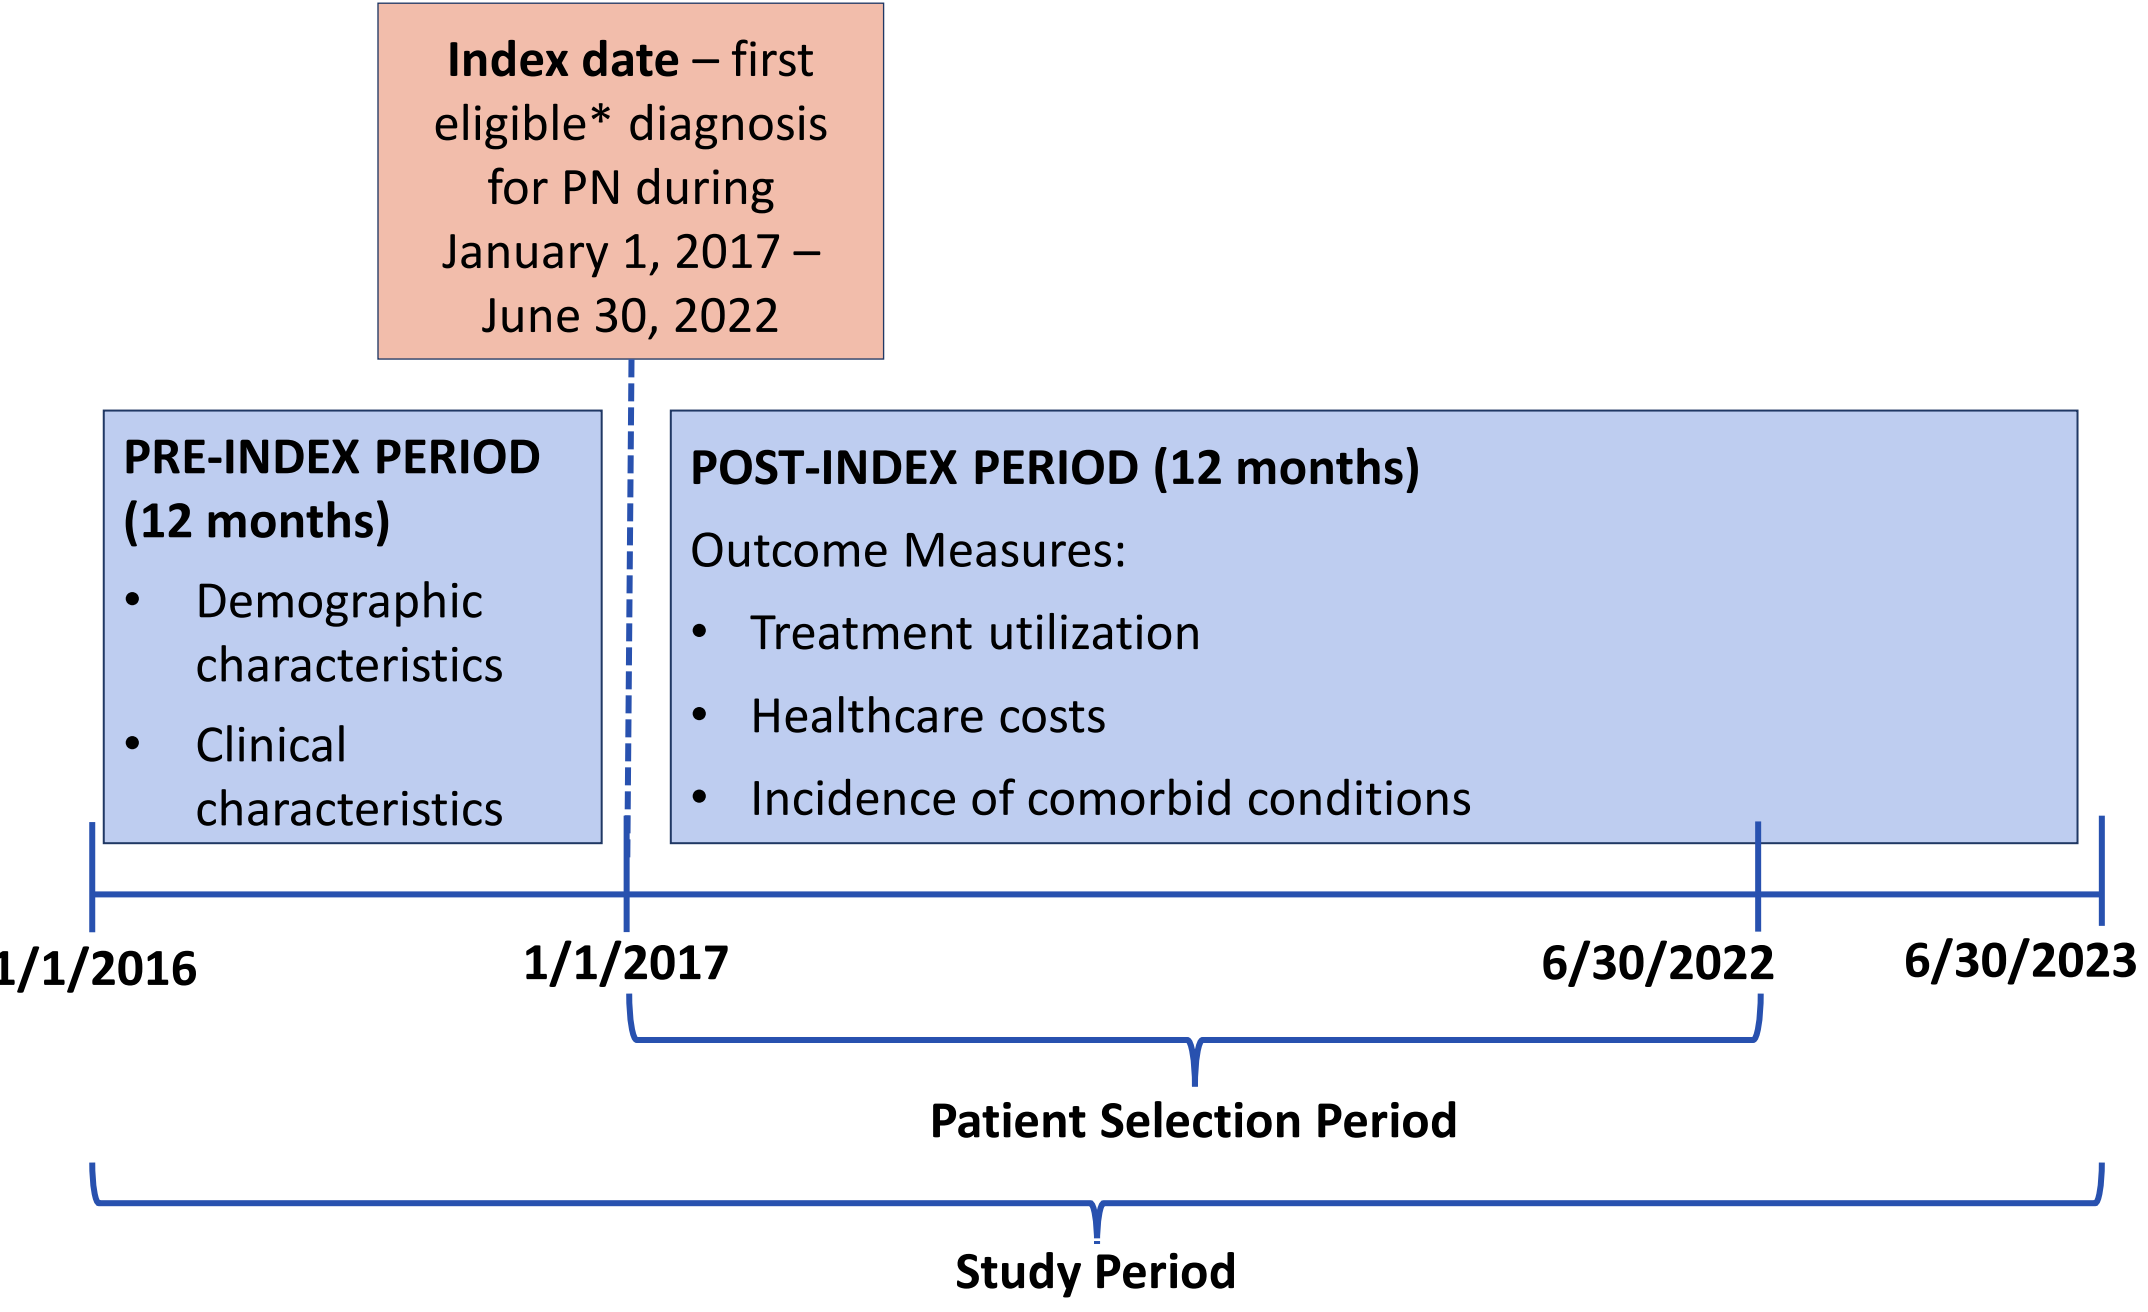 Index date – first
eligible* diagnosis
for PN during
January 1, 2017 –
June 30, 2022
PRE-INDEX PERIOD
(12 months)
• Demographic
characteristics
• Clinical
characteristics
POST-INDEX PERIOD (12 months)
Outcome Measures:
• Treatment utilization
• Healthcare costs
• Incidence of comorbid conditions
1/1/2016
1/1/2017
6/30/2022
6/30/2023
Patient Selection Period
Study Period